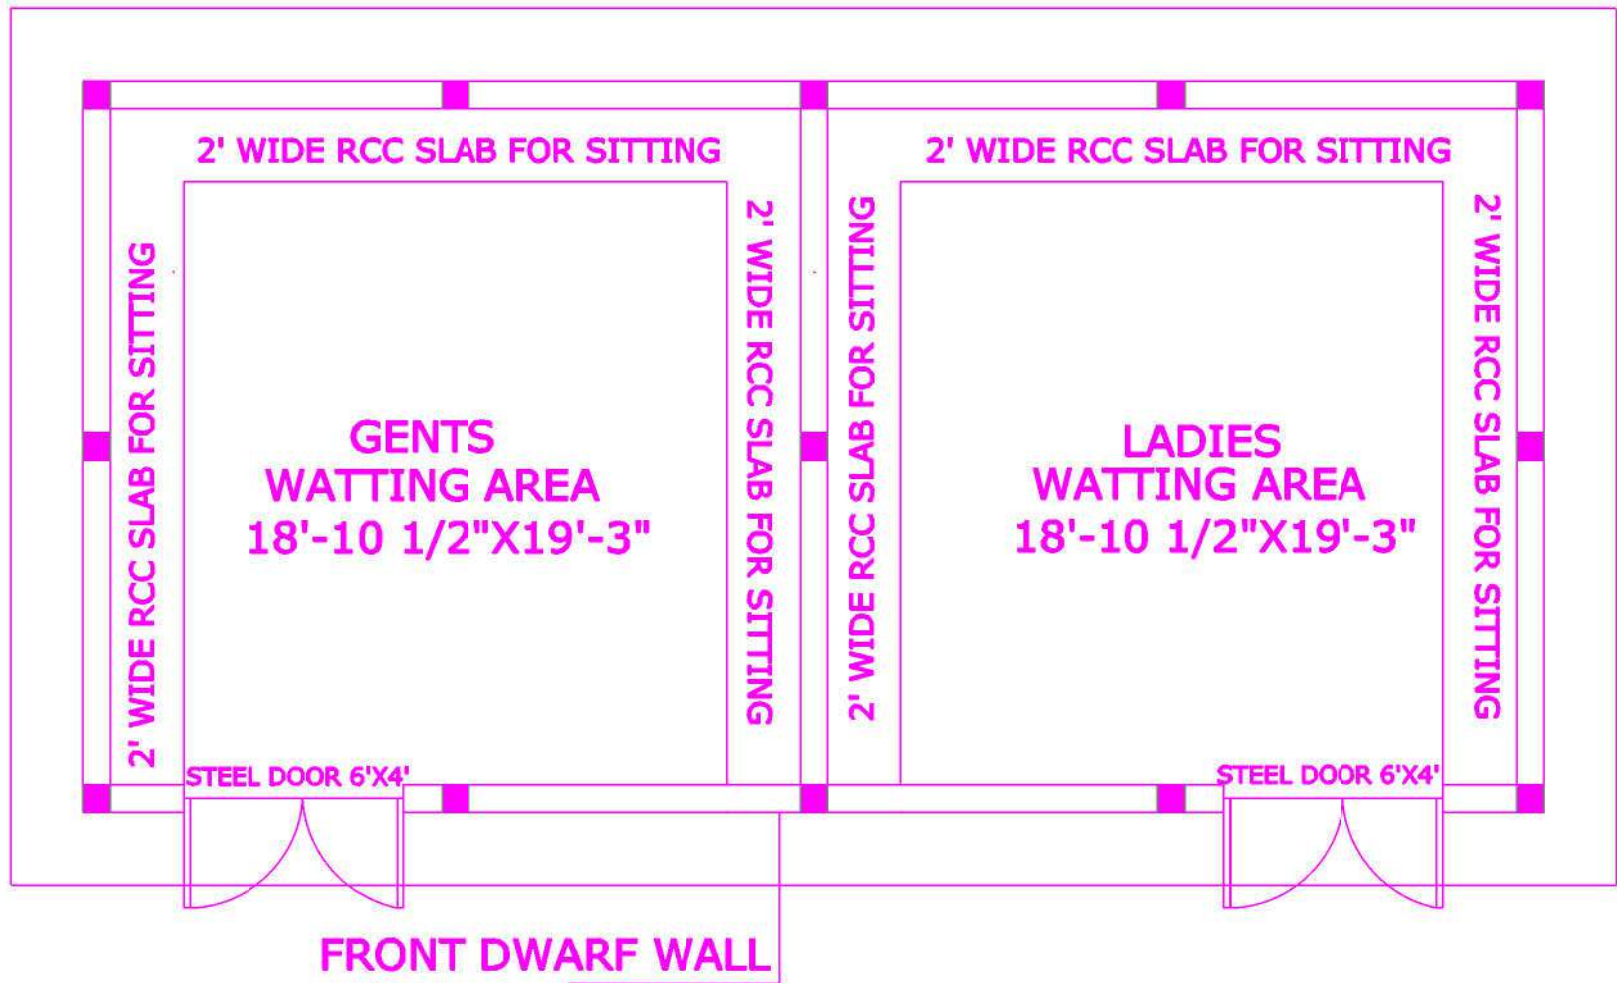 2' WIDE RCC SLAB FOR SITTING
2' WIDE RCC SLAB FOR SITTING
2' WIDE RCC SLAB FOR SITTING
2' WIDE RCC SLAB FOR SITTING
2' WIDE RCC SLAB FOR SITTING
2' WIDE RCC SLAB FOR SITTING
GENTS
WATTING AREA
18'-10 1/2"X19'-3"
LADIES
WATTING AREA
18'-10 1/2"X19'-3"
STEEL DOOR 6'X4'
STEEL DOOR 6'X4'
FRONT DWARF WALL